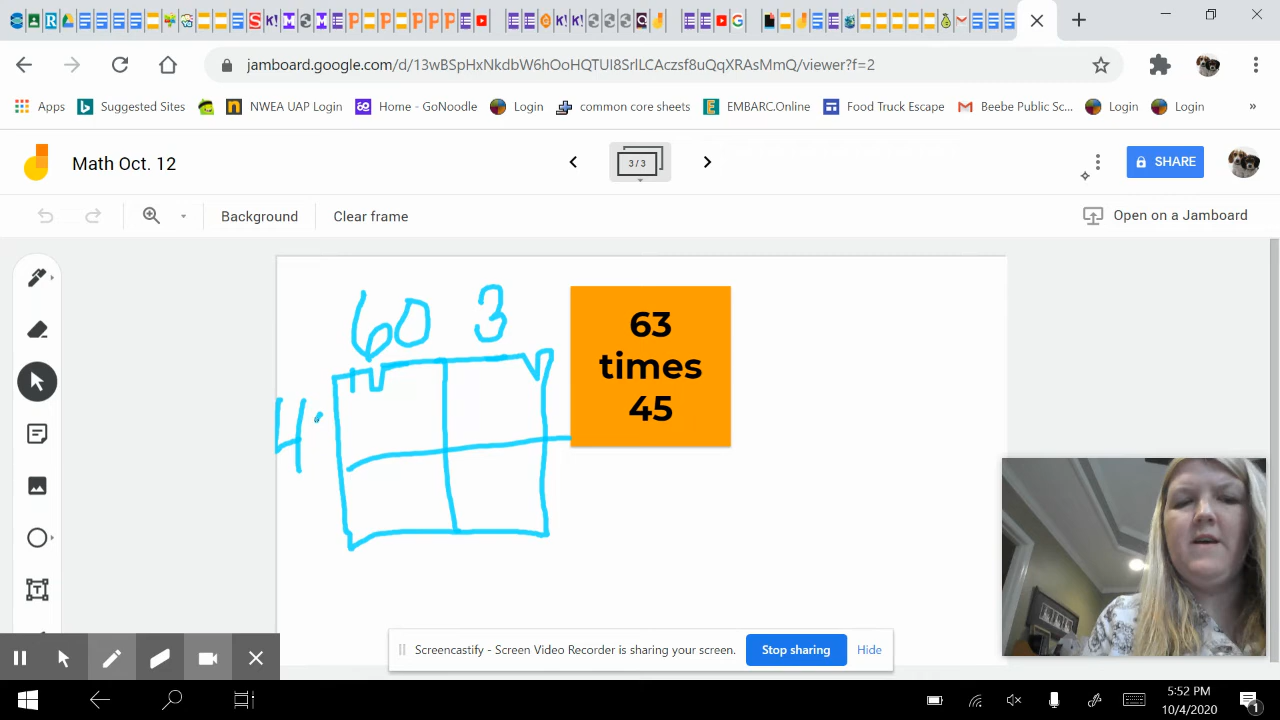 jamboard.google.com/d/13wBSpHxNkdbW6hOoHQTUI8SrlLCAczsf8uQqXRAsMmQ/viewer?f=2
Apps Suggested Sites NWEA UAP Login Home - GoNoodle Login common core sheets EMBARC.Online Food Truck Escape Beebe Public Sc... Login Login »
Math Oct. 12
3 / 3
SHARE
Background
Clear frame
Open on a Jamboard
60 3
4
63
times
45
Screencastify - Screen Video Recorder is sharing your screen.
Stop sharing
Hide
5:52 PM
10/4/2020
1